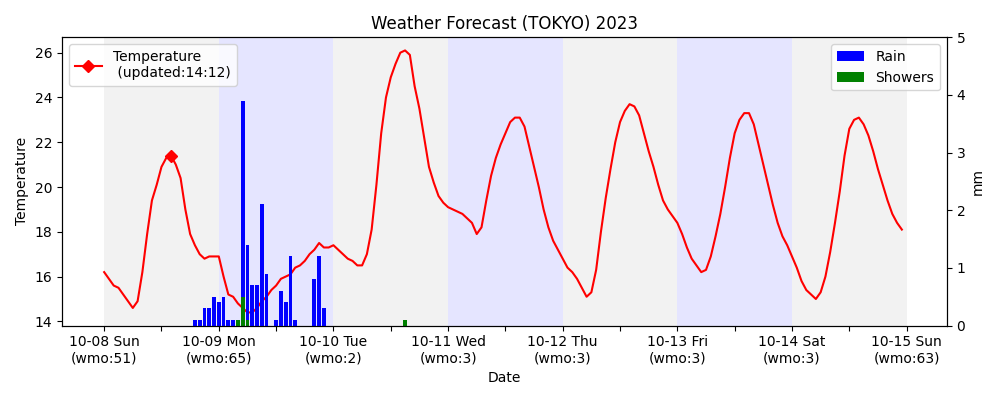 Weather Forecast (TOKYO) 2023
Temperature
(updated:14:12)
Rain
Showers
Temperature
26
24
22
20
18
16
14
5
4
3
2
1
0
mm
10-08 Sun
(wmo:51)
10-09 Mon
(wmo:65)
10-10 Tue
(wmo:2)
10-11 Wed
(wmo:3)
10-12 Thu
(wmo:3)
10-13 Fri
(wmo:3)
10-14 Sat
(wmo:3)
10-15 Sun
(wmo:63)
Date